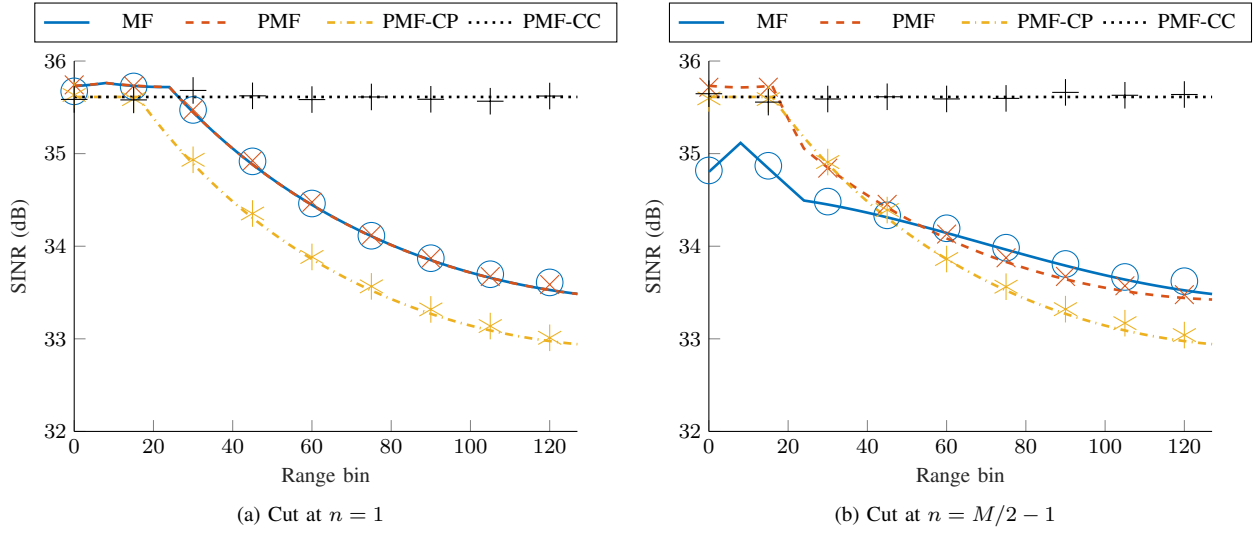 MF PMF PMF-CP PMF-CC
36
35
34
33
32
SINR (dB)
0 20 40 60 80 100 120
Range bin
(a) Cut at n = 1
MF PMF PMF-CP PMF-CC
36
35
34
33
32
SINR (dB)
0 20 40 60 80 100 120
Range bin
(b) Cut at n = M/2 − 1